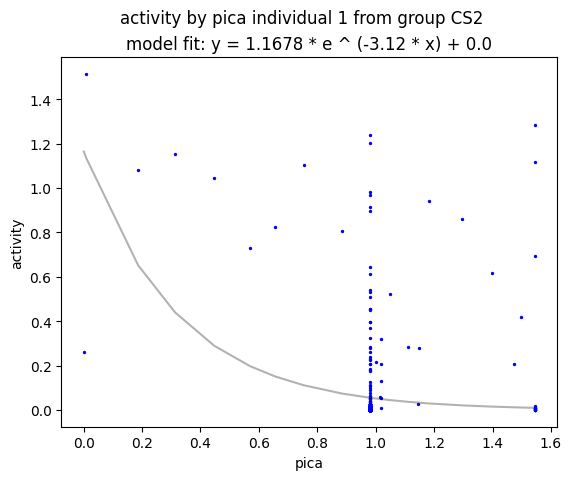 activity by pica individual 1 from group CS2
model fit: y = 1.1678 * e ^ (-3.12 * x) + 0.0
1.4
1.2
1.0
0.8
0.6
0.4
0.2
0.0
activity
0.0 0.2 0.4 0.6 0.8 1.0 1.2 1.4 1.6
pica